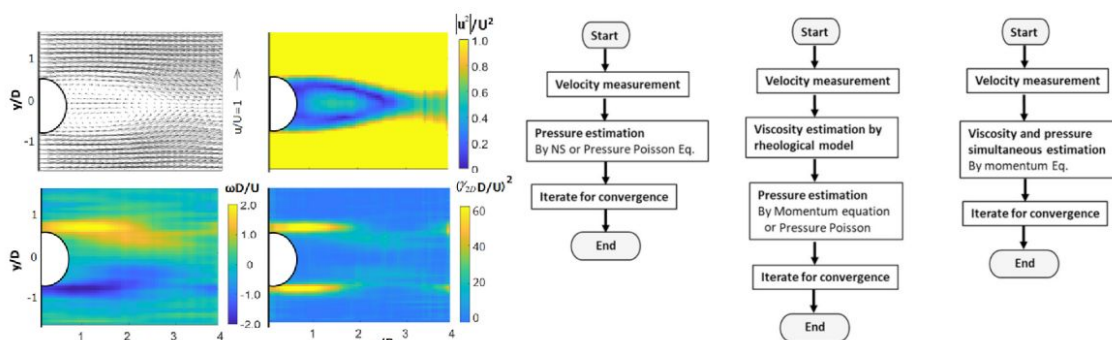 1
0
-1
y/D
u/U=1
|u²|/U²
1.0
0.8
0.6
0.4
0.2
0
ωD/U
2.0
1.0
0
-1.0
-2.0
1
0
-1
y/D
1 2 3 4
60
40
20
0
1 2 3 4
Start
Velocity measurement
Pressure estimation
By NS or Pressure Poisson Eq.
Iterate for convergence
End
Start
Velocity measurement
Viscosity estimation by
rheological model
Pressure estimation
By Momentum equation
or Pressure Poisson
Iterate for convergence
End
Start
Velocity measurement
Viscosity and pressure
simultaneous estimation
By momentum Eq.
Iterate for convergence
End